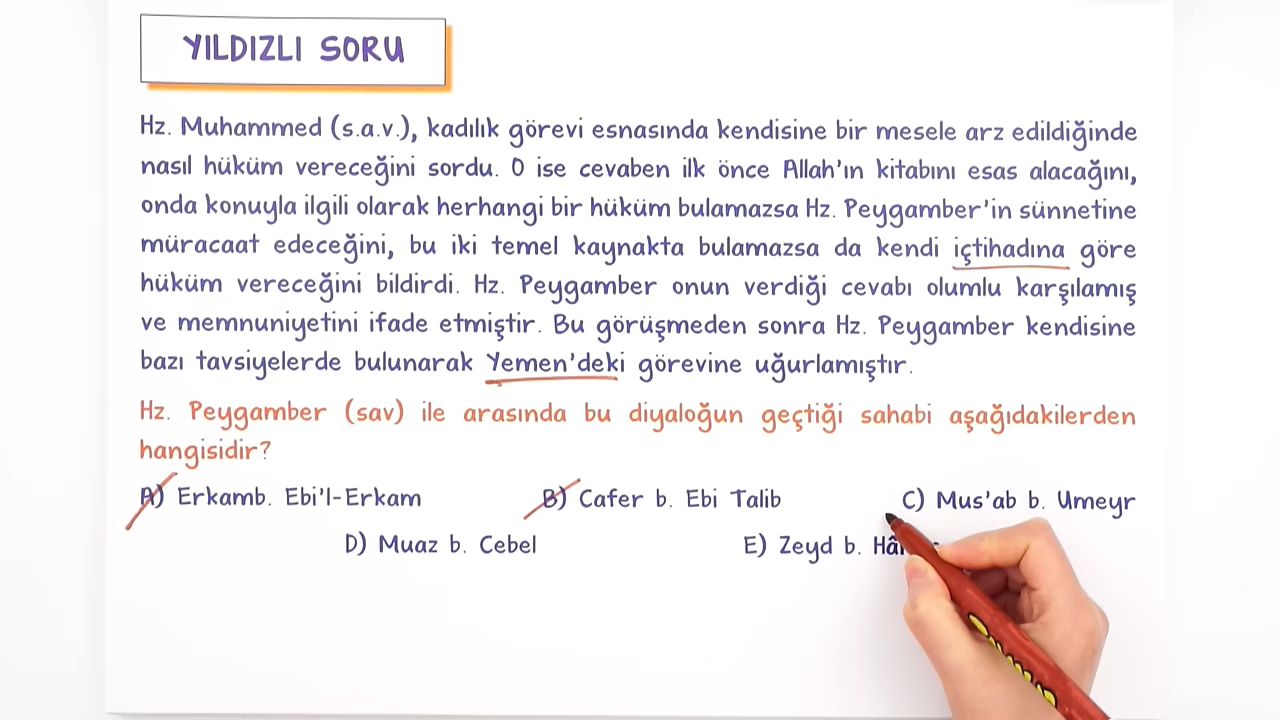 YILDIZLI SORU
Hz. Muhammed (s.a.v.), kadılık görevi esnasında kendisine bir mesele arz edildiğinde
nasıl hüküm vereceğini sordu. O ise cevaben ilk önce Allah'ın kitabını esas alacağını,
onda konuyla ilgili olarak herhangi bir hüküm bulamazsa Hz. Peygamber'in sünnetine
müracaat edeceğini, bu iki temel kaynakta bulamazsa da kendi içtihadına göre
hüküm vereceğini bildirdi. Hz. Peygamber onun verdiği cevabı olumlu karşılamış
ve memnuniyetini ifade etmiştir. Bu görüşmeden sonra Hz. Peygamber kendisine
bazı tavsiyelerde bulunarak Yemen'deki görevine uğurlamıştır.
Hz. Peygamber (sav) ile arasında bu diyaloğun geçtiği sahabi aşağıdakilerden
hangisidir?
A) Erkamb. Ebi'l-Erkam B) Cafer b. Ebi Talib C) Mus'ab b. Umeyr
D) Muaz b. Cebel E) Zeyd b.